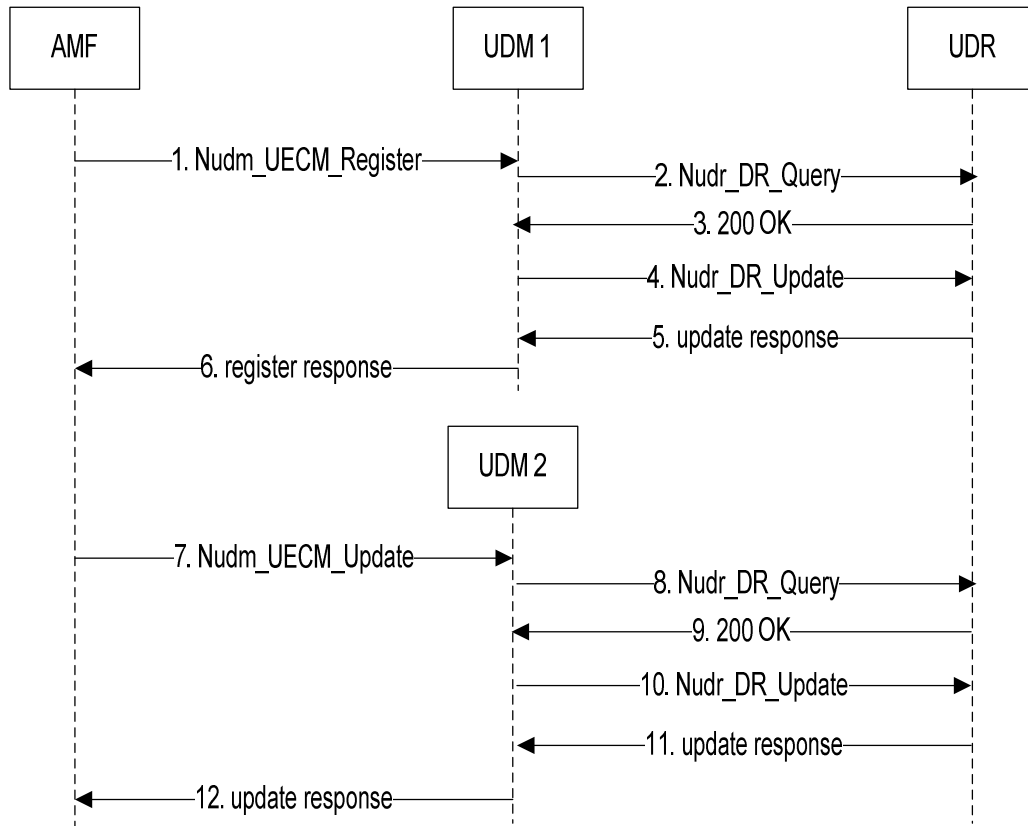 AMF
UDM 1
UDR
1. Nudm_UECM_Register
2. Nudr_DR_Query
3. 200 OK
4. Nudr_DR_Update
5. update response
6. register response
UDM 2
7. Nudm_UECM_Update
8. Nudr_DR_Query
9. 200 OK
10. Nudr_DR_Update
11. update response
12. update response